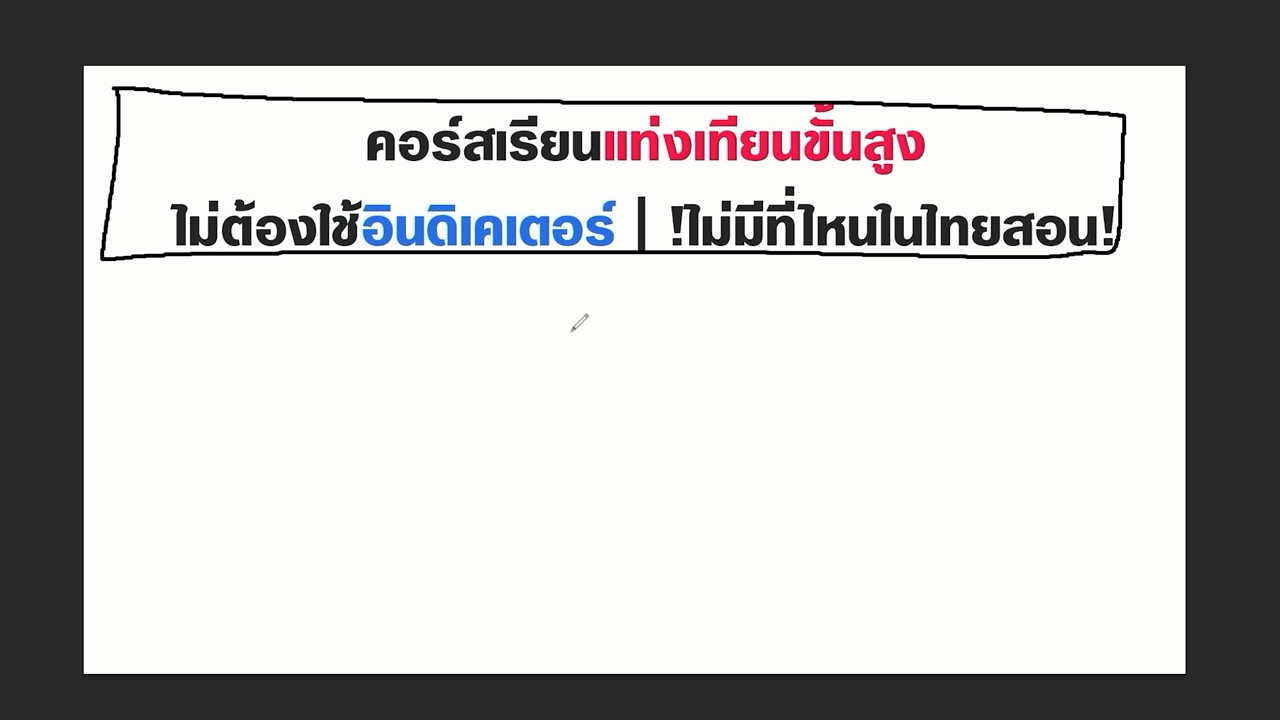 คอร์สเรียนแท่งเทียนขั้นสูง
ไม่ต้องใช้อินดิเคเตอร์ | !ไม่มีที่ไหนในไทยสอน!